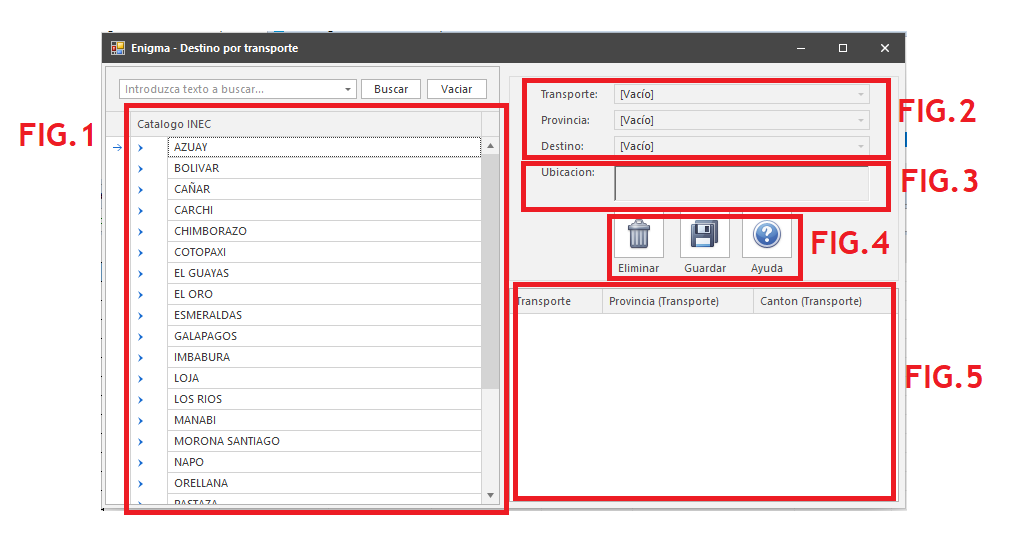 Enigma - Destino por transporte
Introduzca texto a buscar...
Buscar
Vaciar
FIG.1
Catalogo INEC
AZUAY
BOLIVAR
CAÑAR
CARCHI
CHIMBORAZO
COTOPAXI
EL GUAYAS
EL ORO
ESMERALDAS
GALAPAGOS
IMBABURA
LOJA
LOS RIOS
MANABI
MORONA SANTIAGO
NAPO
ORELLANA
PASTAZA
Transporte: [Vacío]
Provincia: [Vacío]
Destino: [Vacío]
FIG.2
Ubicacion:
FIG.3
Eliminar
Guardar
Ayuda
FIG.4
Transporte
Provincia (Transporte)
Canton (Transporte)
FIG.5